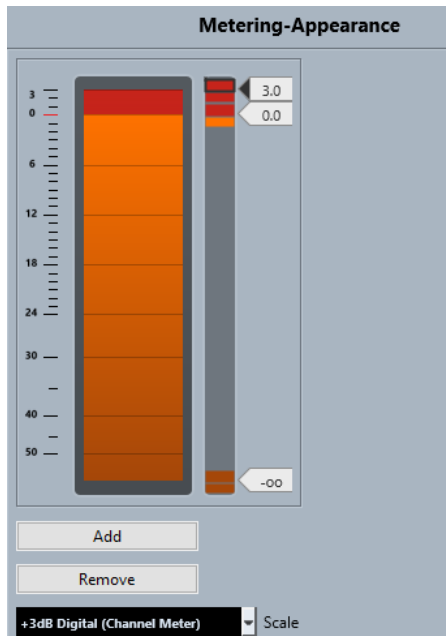 Metering-Appearance
3
0
6
12
18
24
30
40
50
3.0
0.0
-oo
Add
Remove
+3dB Digital (Channel Meter)
Scale